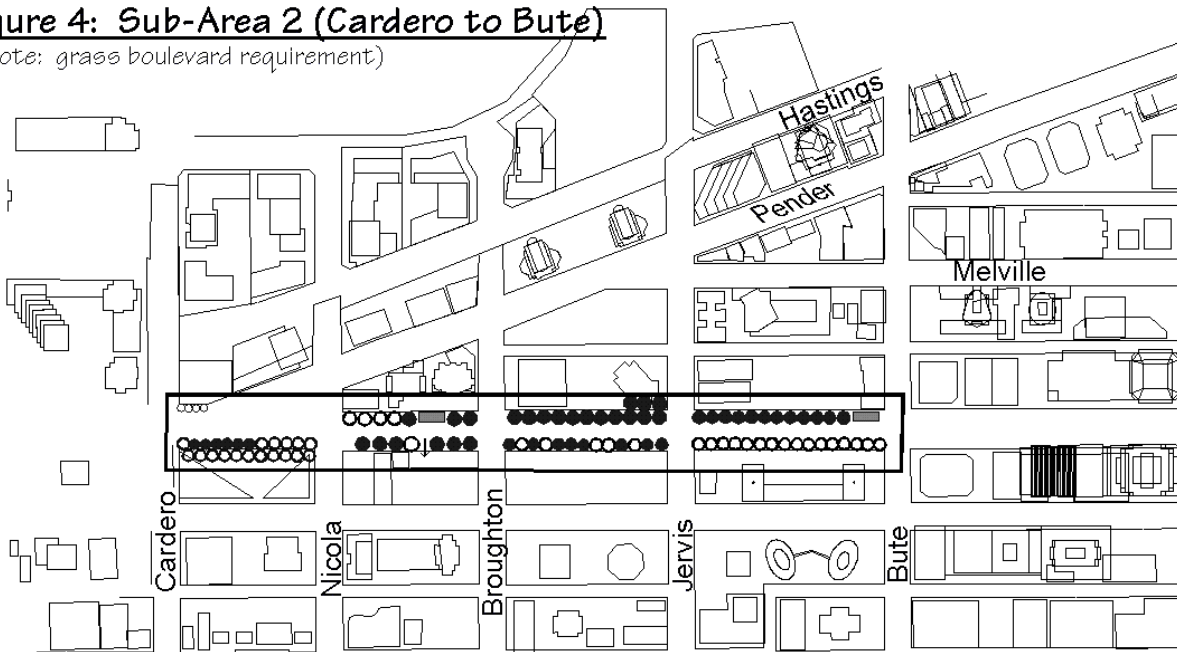 gure 4: Sub-Area 2 (Cardero to Bute)
ote: grass boulevard requirement)
Hastings
Pender
Melville
Cardero
Nicola
Broughton
Jervis
Bute